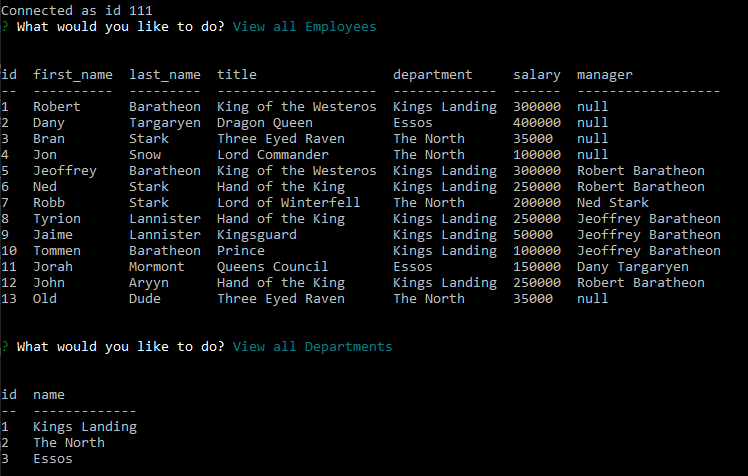 Connected as id 111
? What would you like to do? View all Employees
id  first_name  last_name  title                 department     salary  manager
--  ----------  ---------  --------------------  -------------  ------  ------------------
1   Robert      Baratheon  King of the Westeros  Kings Landing  300000  null
2   Dany        Targaryen  Dragon Queen          Essos          400000  null
3   Bran        Stark      Three Eyed Raven      The North      35000   null
4   Jon         Snow       Lord Commander        The North      100000  null
5   Jeoffrey    Baratheon  King of the Westeros  Kings Landing  300000  Robert Baratheon
6   Ned         Stark      Hand of the King      Kings Landing  250000  Robert Baratheon
7   Robb        Stark      Lord of Winterfell    The North      200000  Ned Stark
8   Tyrion      Lannister  Hand of the King      Kings Landing  250000  Jeoffrey Baratheon
9   Jaime       Lannister  Kingsguard            Kings Landing  50000   Jeoffrey Baratheon
10  Tommen      Baratheon  Prince                Kings Landing  100000  Jeoffrey Baratheon
11  Jorah       Mormont    Queens Council        Essos          150000  Dany Targaryen
12  John        Aryyn      Hand of the King      Kings Landing  250000  Robert Baratheon
13  Old         Dude       Three Eyed Raven      The North      35000   null
? What would you like to do? View all Departments
id  name
--  -------------
1   Kings Landing
2   The North
3   Essos